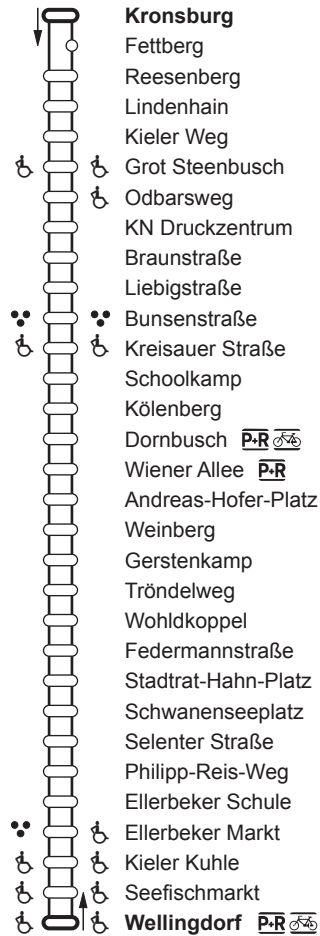 Kronsburg
Fettberg
Reesenberg
Lindenhain
Kieler Weg
Grot Steenbusch
Odbarsweg
KN Druckzentrum
Braunstraße
Liebigstraße
Bunsenstraße
Kreisauer Straße
Schoolkamp
Kölenberg
Dornbusch P+R
Wiener Allee P+R
Andreas-Hofer-Platz
Weinberg
Gerstenkamp
Tröndelweg
Wohldkoppel
Federmannstraße
Stadtrat-Hahn-Platz
Schwanenseeplatz
Selenter Straße
Philipp-Reis-Weg
Ellerbeker Schule
Ellerbeker Markt
Kieler Kuhle
Seefischmarkt
Wellingdorf P+R